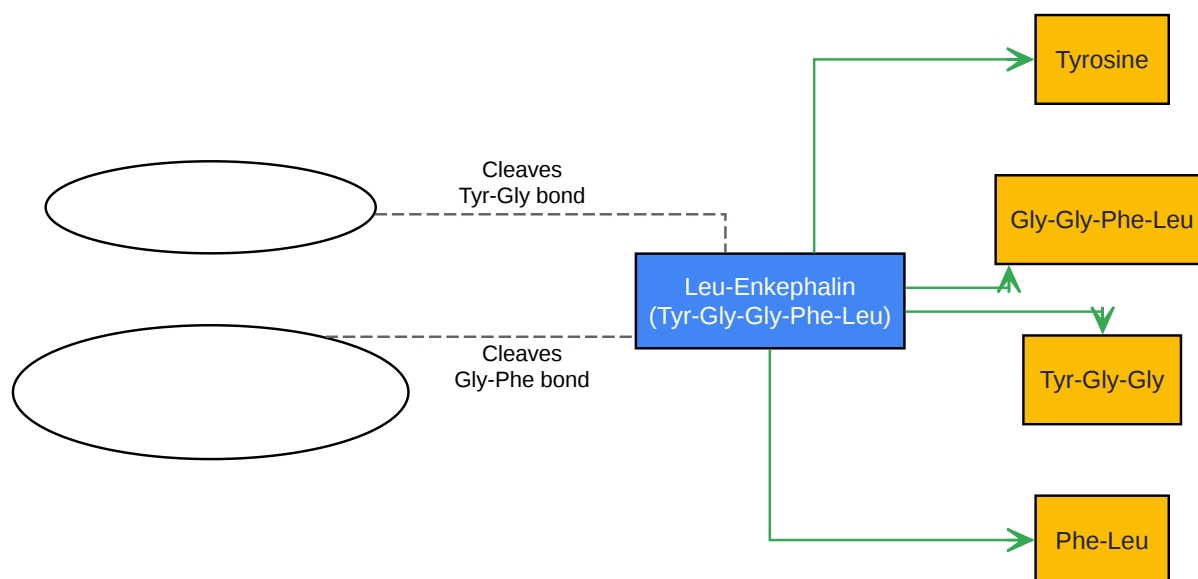 Tyrosine
Cleaves
Tyr-Gly bond
Gly-Gly-Phe-Leu
Leu-Enkephalin
(Tyr-Gly-Gly-Phe-Leu)
Cleaves
Gly-Phe bond
Tyr-Gly-Gly
Phe-Leu